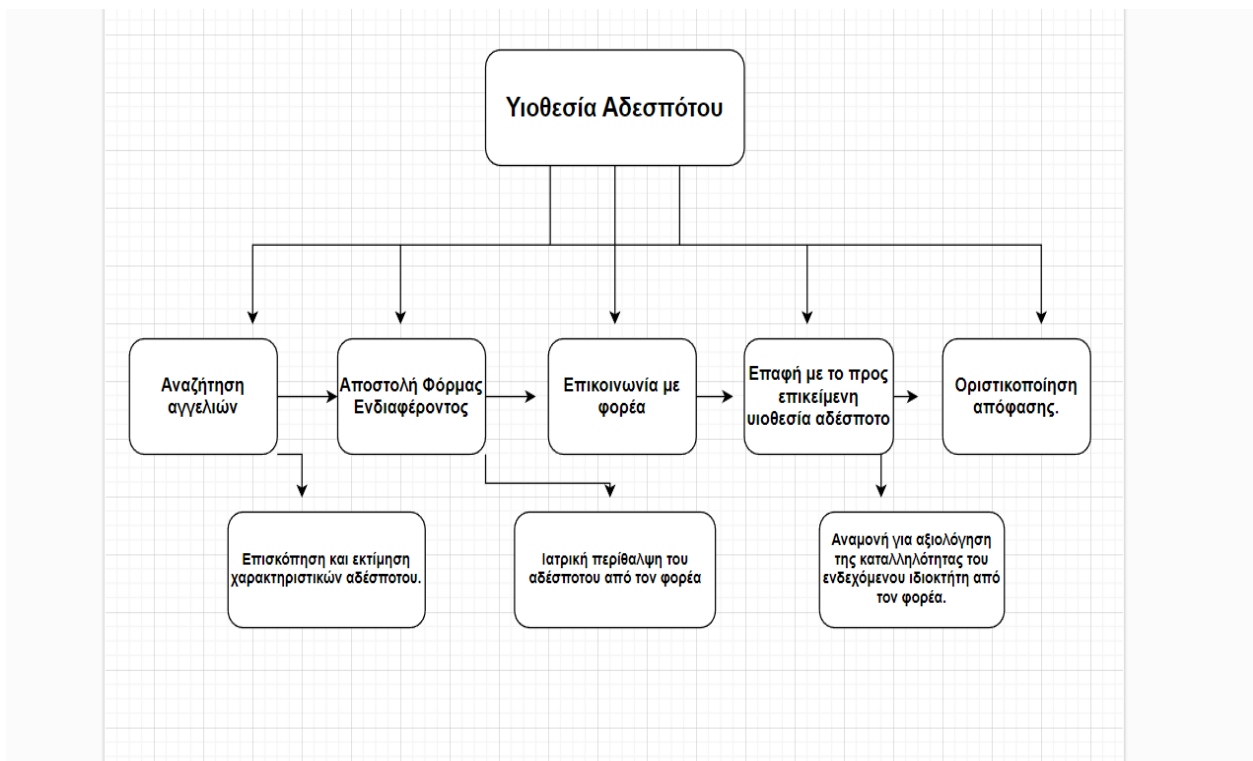 Υιοθεσία Αδεσπότου
Αναζήτηση
αγγελιών
Αποστολή Φόρμας
Ενδιαφέροντος
Επικοινωνία με
φορέα
Επαφή με το προς
επικείμενη
υιοθεσία αδέσποτο
Οριστικοποίηση
απόφασης.
Επισκόπηση και εκτίμηση
χαρακτηριστικών αδέσποτου.
Ιατρική περίθαλψη του
αδέσποτου από τον φορέα
Αναμονή για αξιολόγηση
της καταλληλότητας του
ενδεχόμενου ιδιοκτήτη από
τον φορέα.